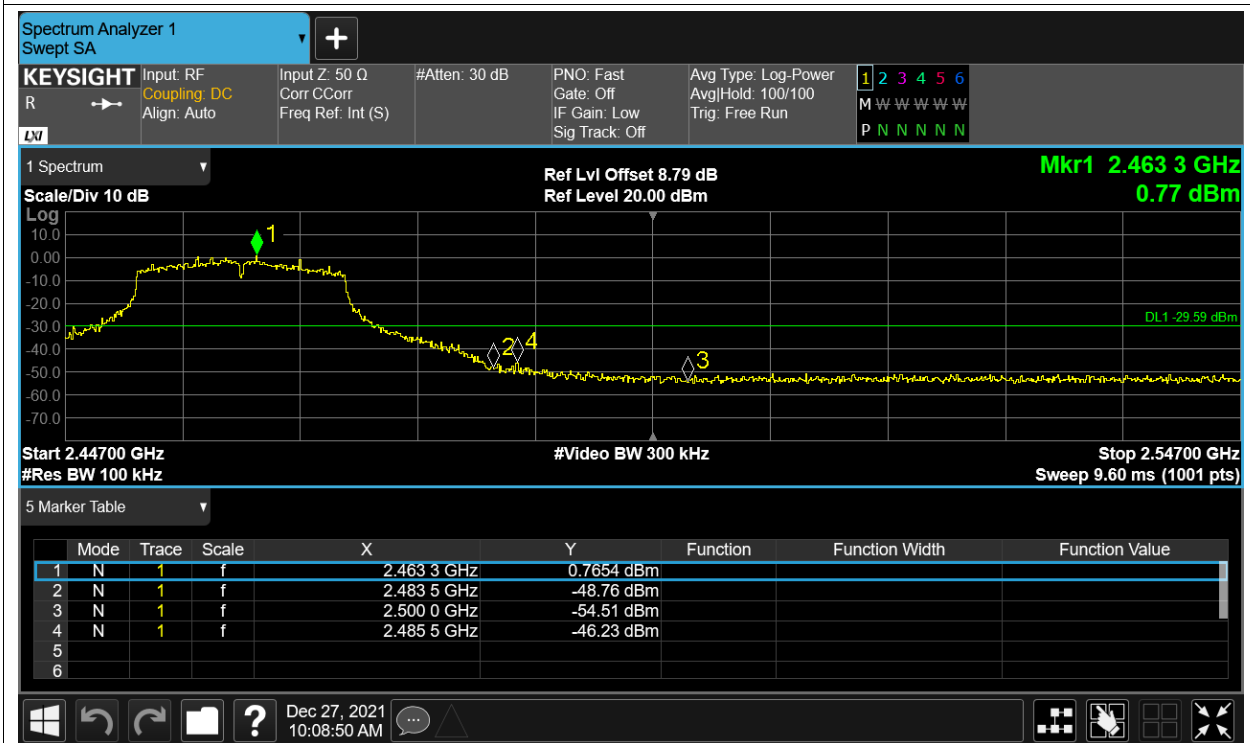 Spectrum Analyzer 1
Swept SA
KEYSIGHT Input: RF Input Z: 50 Ω #Atten: 30 dB PNO: Fast Avg Type: Log-Power 1 2 3 4 5 6
R Coupling: DC Corr CCorr Gate: Off Avg|Hold: 100/100 M W W W W W
Align: Auto Freq Ref: Int (S) IF Gain: Low Trig: Free Run
LXI Sig Track: Off P N N N N N
1 Spectrum Ref Lvl Offset 8.79 dB Mkr1 2.463 3 GHz
Scale/Div 10 dB Ref Level 20.00 dBm 0.77 dBm
Log
10.0
1
0.00
-10.0
-20.0
DL1 -29.59 dBm
-30.0
-40.0
2 4
3
-50.0
-60.0
-70.0
Start 2.44700 GHz #Video BW 300 kHz Stop 2.54700 GHz
#Res BW 100 kHz Sweep 9.60 ms (1001 pts)
5 Marker Table
Mode Trace Scale X Y Function Function Width Function Value
1 N 1 f 2.463 3 GHz 0.7654 dBm
2 N 1 f 2.483 5 GHz -48.76 dBm
3 N 1 f 2.500 0 GHz -54.51 dBm
4 N 1 f 2.485 5 GHz -46.23 dBm
5
6
? Dec 27, 2021
10:08:50 AM